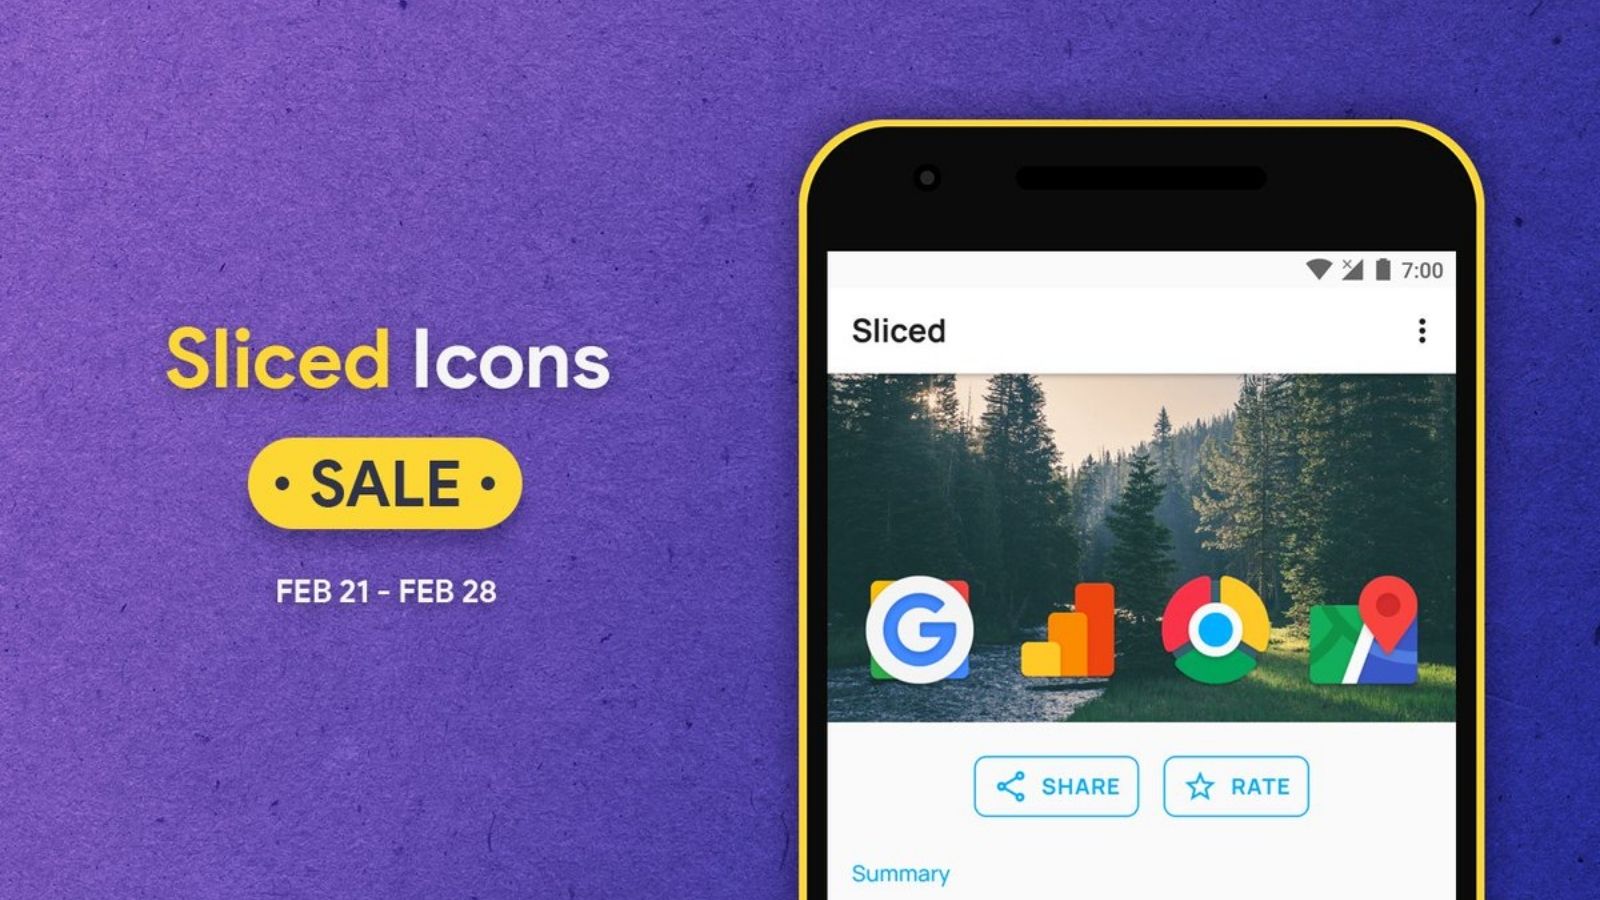 Sliced Icons
• SALE •
FEB 21 - FEB 28
7:00
Sliced
G
SHARE
RATE
Summary